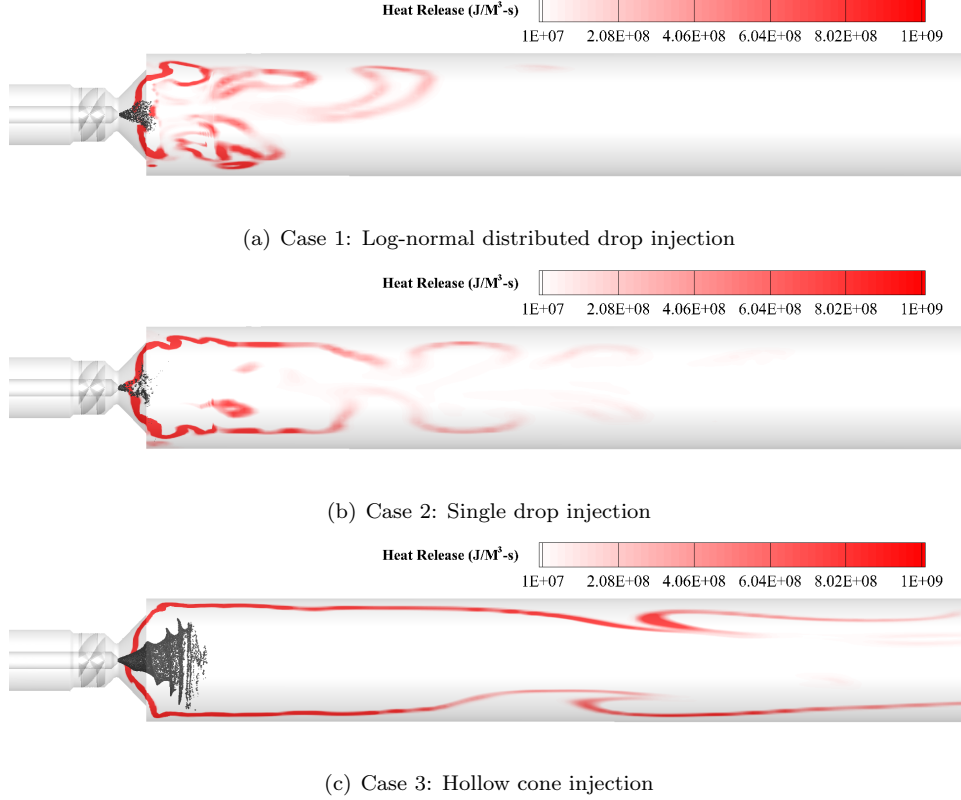 Heat Release (J/M³-s)
1E+07 2.08E+08 4.06E+08 6.04E+08 8.02E+08 1E+09
(a) Case 1: Log-normal distributed drop injection
Heat Release (J/M³-s)
1E+07 2.08E+08 4.06E+08 6.04E+08 8.02E+08 1E+09
(b) Case 2: Single drop injection
Heat Release (J/M³-s)
1E+07 2.08E+08 4.06E+08 6.04E+08 8.02E+08 1E+09
(c) Case 3: Hollow cone injection